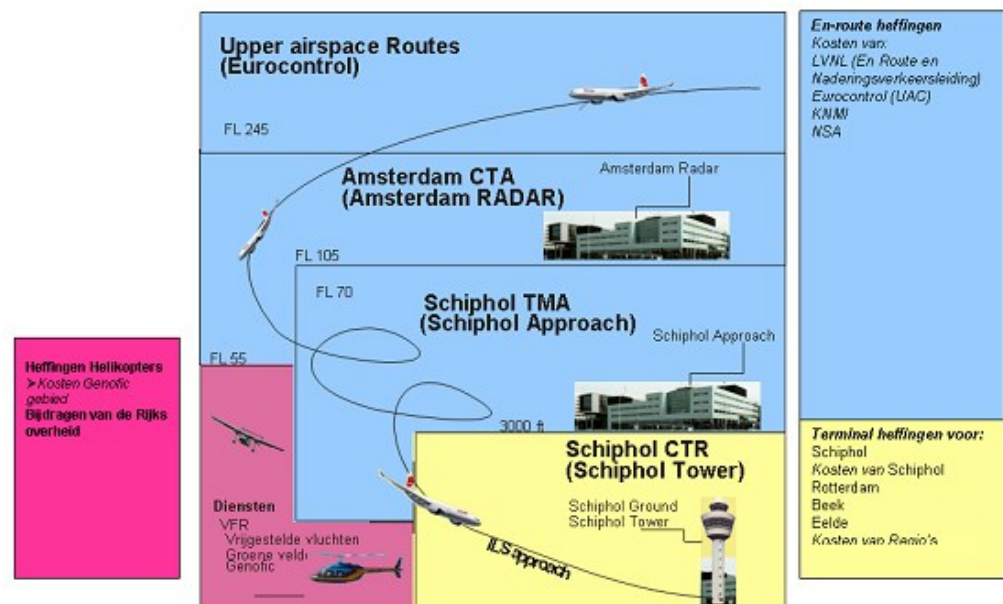 Upper airspace Routes
(Eurocontrol)
FL 245
Amsterdam CTA
(Amsterdam RADAR)
Amsterdam Radar
FL 105
FL 70
Schiphol TMA
(Schiphol Approach)
Schiphol Approach
FL 55
3000 ft
Schiphol CTR
(Schiphol Tower)
Schiphol Ground
Schiphol Tower
ILS approach
Diensten
VFR
Vrijgestelde vluchten
Groene veld
Genofic
Heffingen Helikopters
➤Kosten Genofic
gebied
Bijdragen van de Rijks
overheid
En-route heffingen
Kosten van:
LVNL (En Route en
Naderingsverkeersleiding)
Eurocontrol (UAC)
KNMI
NSA
Terminal heffingen voor:
Schiphol
Kosten van Schiphol
Rotterdam
Beek
Eelde
Kosten van Regio's